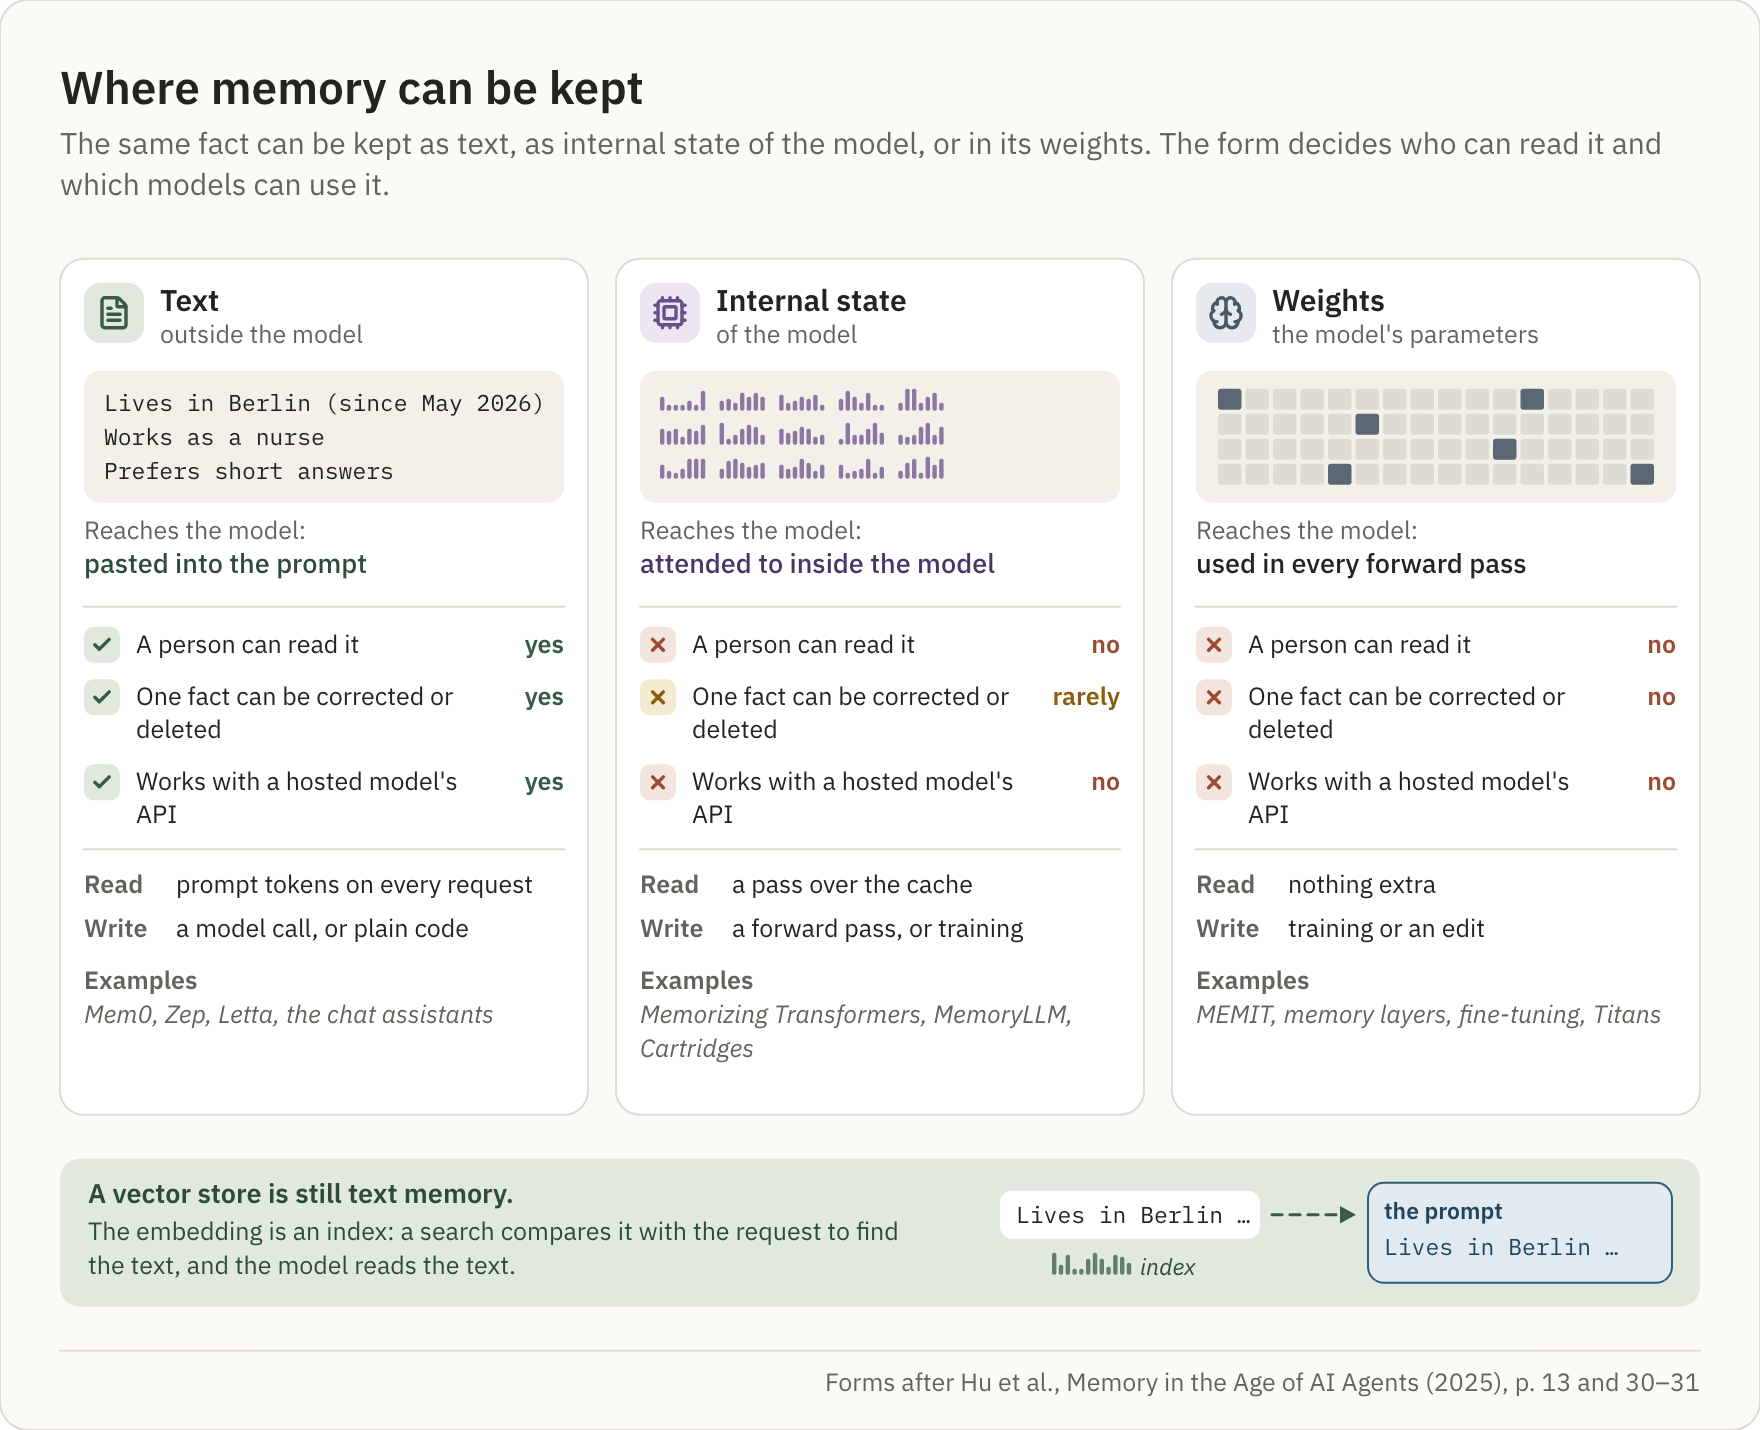 Where memory can be kept
The same fact can be kept as text, as internal state of the model, or in its weights. The form decides who can read it and
which models can use it.
Text
outside the model
Lives in Berlin (since May 2026)
Works as a nurse
Prefers short answers
Reaches the model:
pasted into the prompt
A person can read it yes
One fact can be corrected or yes
deleted
Works with a hosted model's yes
API
Read prompt tokens on every request
Write a model call, or plain code
Examples
Mem0, Zep, Letta, the chat assistants
Internal state
of the model
Reaches the model:
attended to inside the model
A person can read it no
One fact can be corrected or rarely
deleted
Works with a hosted model's no
API
Read a pass over the cache
Write a forward pass, or training
Examples
Memorizing Transformers, MemoryLLM,
Cartridges
Weights
the model's parameters
Reaches the model:
used in every forward pass
A person can read it no
One fact can be corrected or no
deleted
Works with a hosted model's no
API
Read nothing extra
Write training or an edit
Examples
MEMIT, memory layers, fine-tuning, Titans
A vector store is still text memory.
The embedding is an index: a search compares it with the request to find
the text, and the model reads the text.
Lives in Berlin …
index
the prompt
Lives in Berlin …
Forms after Hu et al., Memory in the Age of AI Agents (2025), p. 13 and 30–31